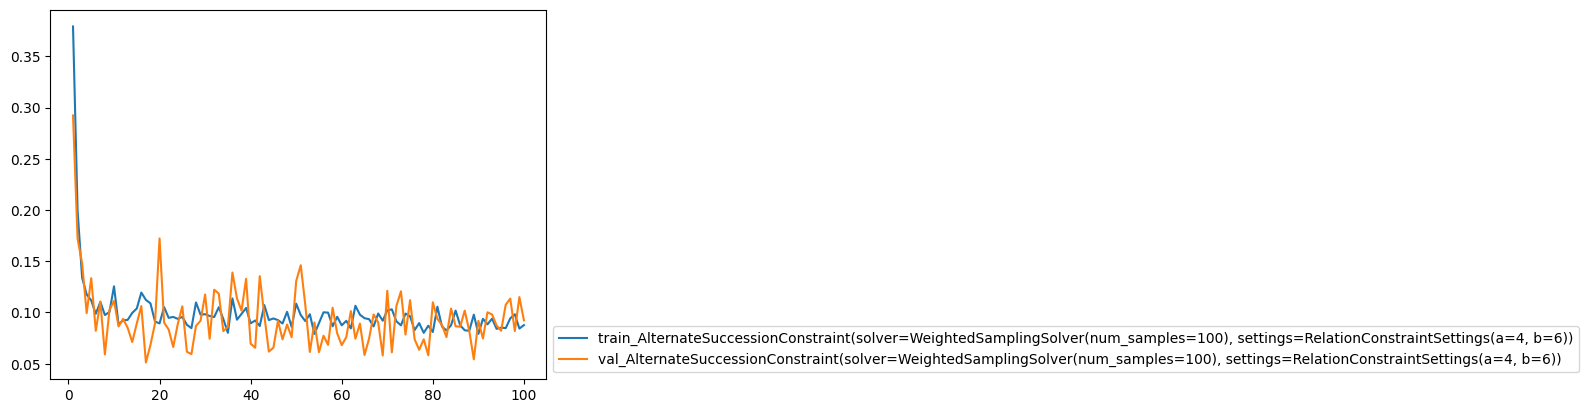 0.35
0.30
0.25
0.20
0.15
0.10
0.05
0 20 40 60 80 100
train_AlternateSuccessionConstraint(solver=WeightedSamplingSolver(num_samples=100), settings=RelationConstraintSettings(a=4, b=6))
val_AlternateSuccessionConstraint(solver=WeightedSamplingSolver(num_samples=100), settings=RelationConstraintSettings(a=4, b=6))